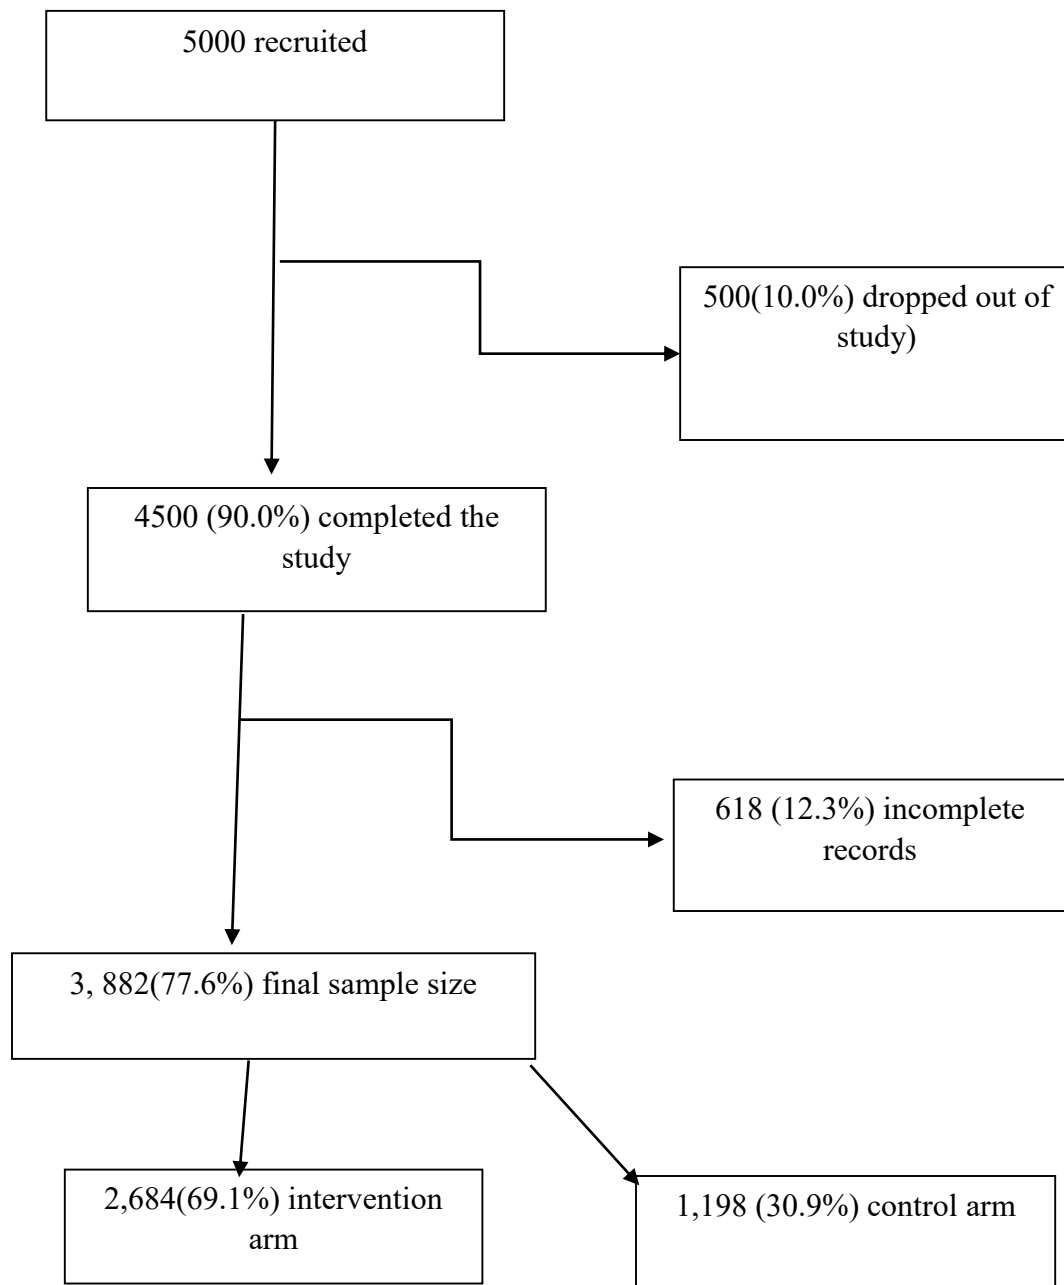 5000 recruited
500(10.0%) dropped out of
study)
4500 (90.0%) completed the
study
618 (12.3%) incomplete
records
3, 882(77.6%) final sample size
2,684(69.1%) intervention
arm
1,198 (30.9%) control arm